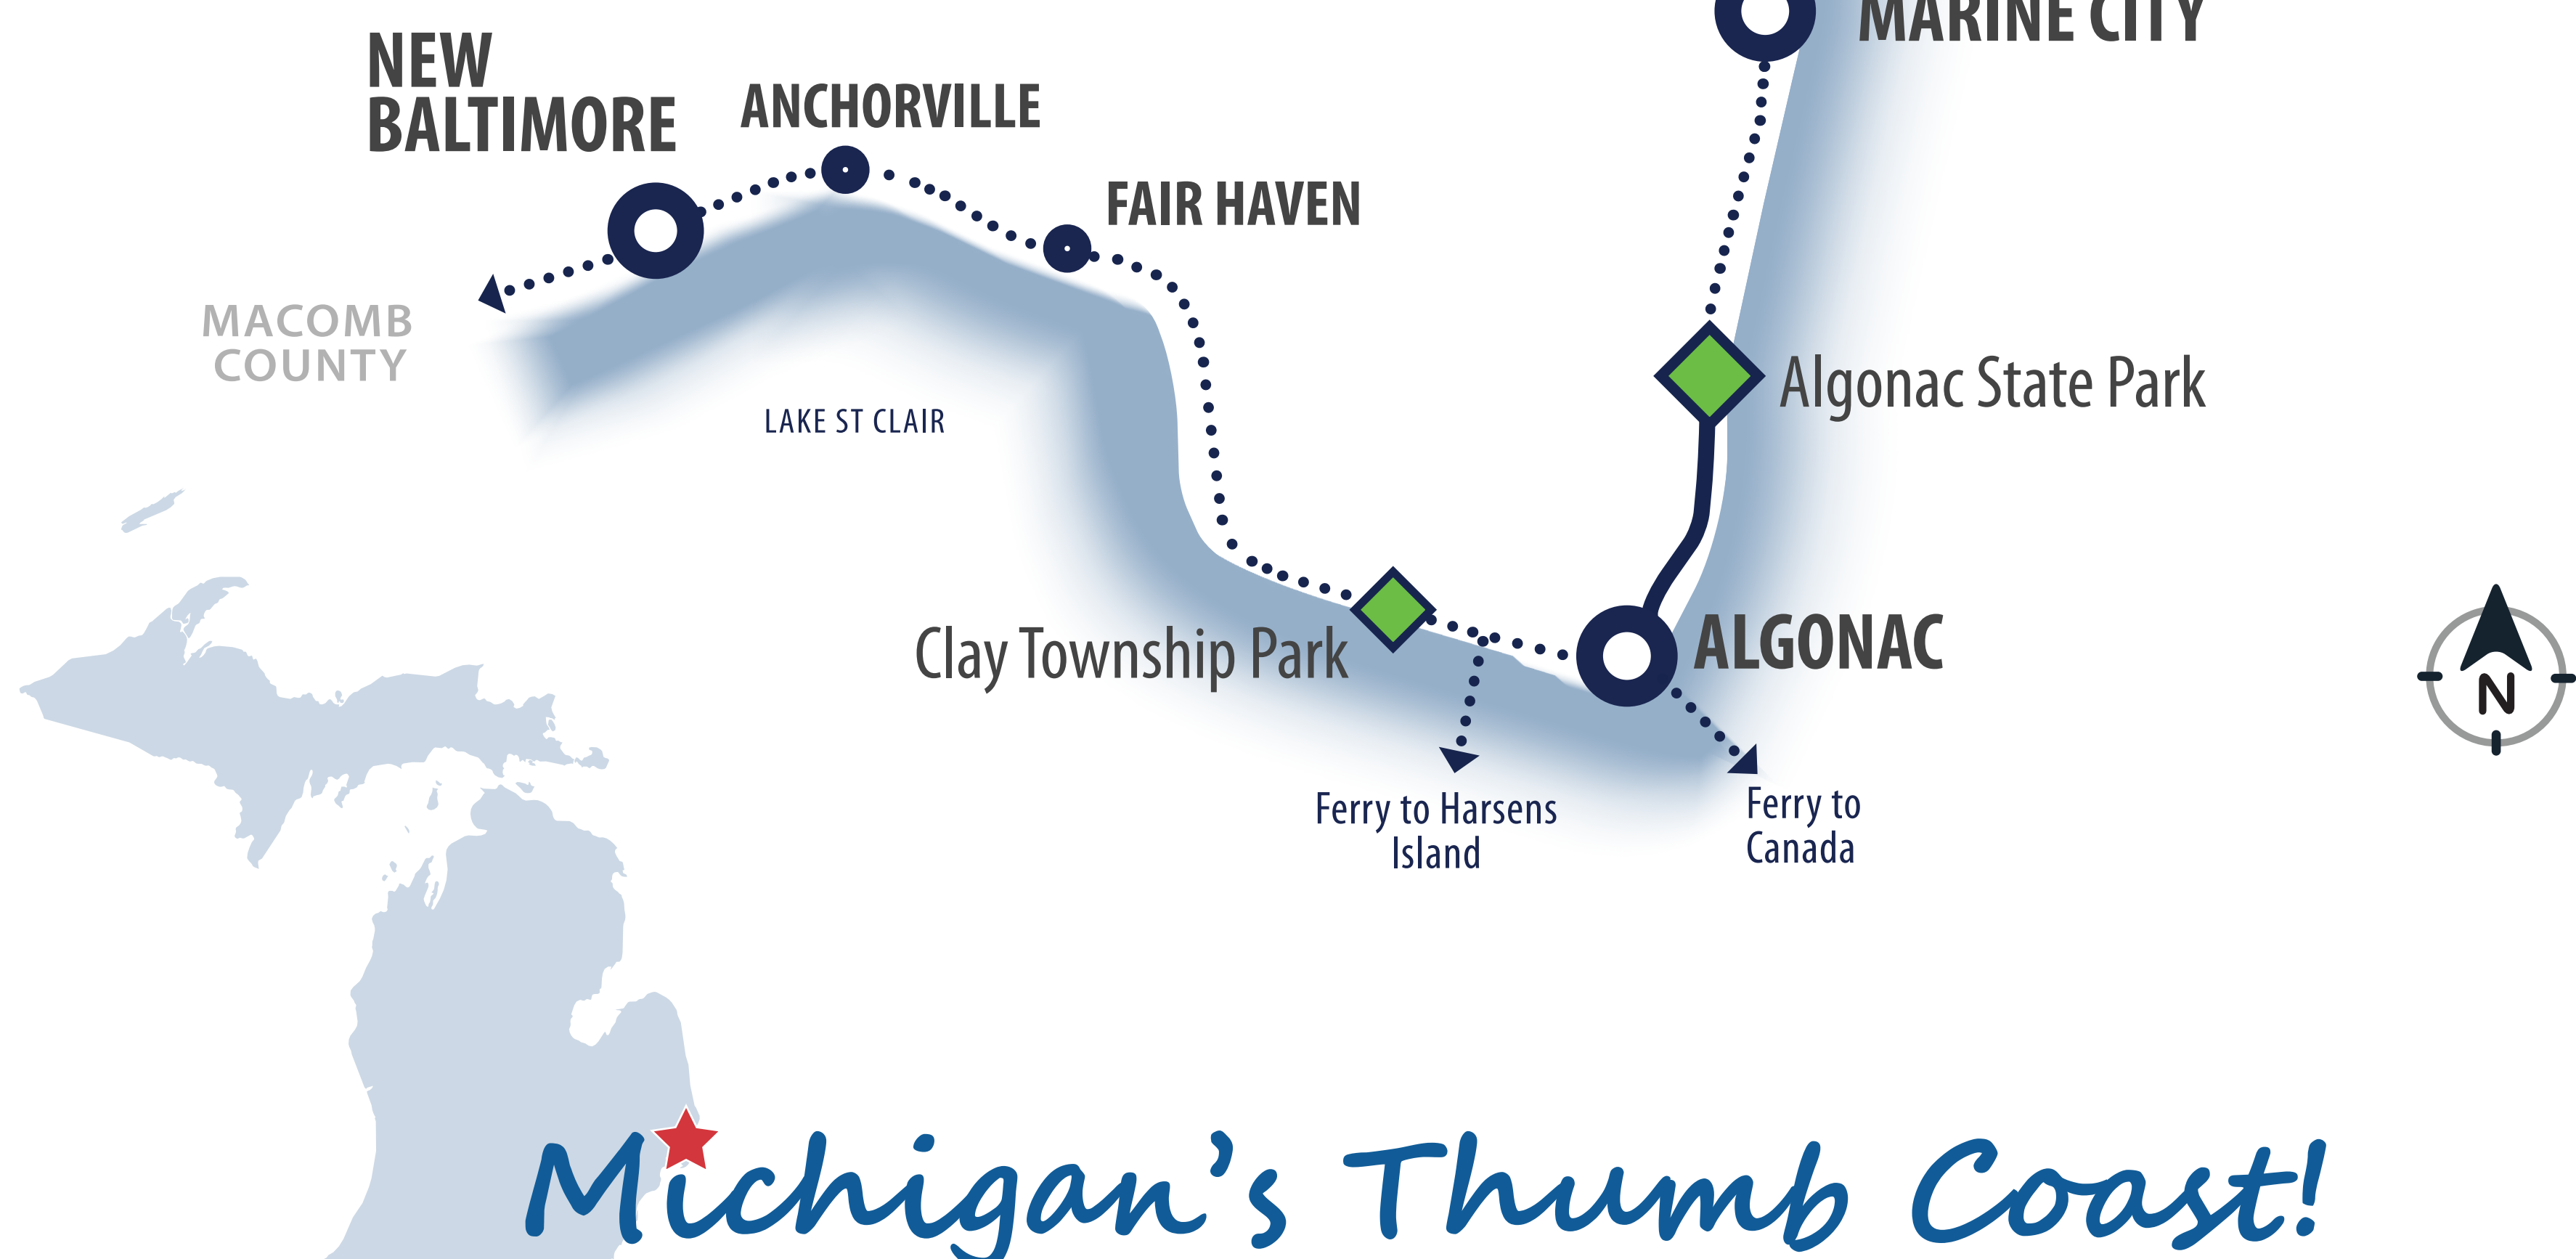 MARINE CITY
NEW
BALTIMORE
ANCHORVILLE
FAIR HAVEN
MACOMB
COUNTY
LAKE ST CLAIR
Algonac State Park
Clay Township Park
ALGONAC
N
Ferry to Harsens
Island
Ferry to
Canada
Michigan's Thumb Coast!